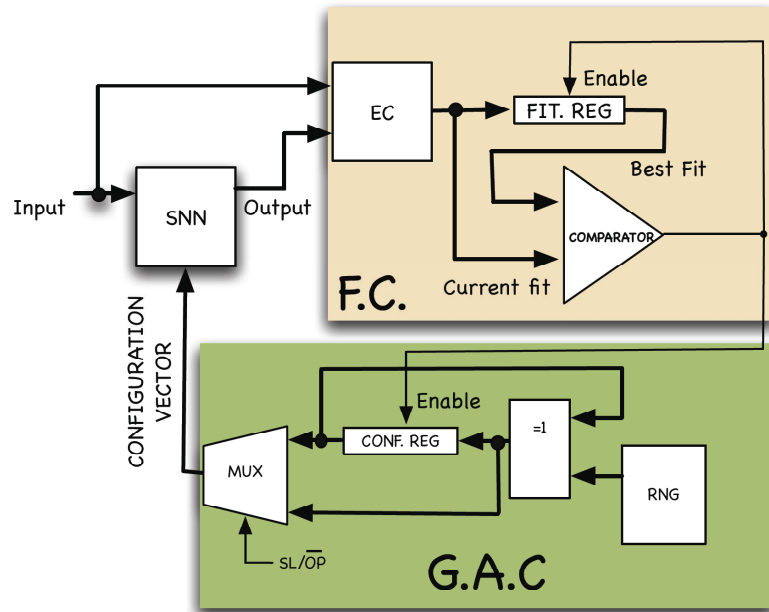 Enable
EC
FIT. REG
Best Fit
Input
SNN
Output
COMPARATOR
Current fit
F.C.
CONFIGURATION
VECTOR
Enable
=1
CONF. REG
MUX
RNG
SL/O̅P̅
G.A.C